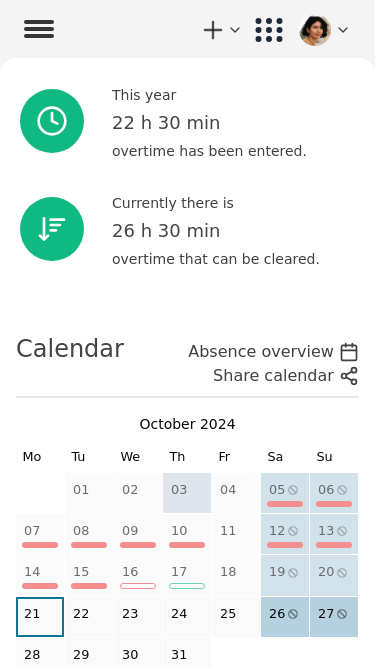 This year
22 h 30 min
overtime has been entered.
Currently there is
26 h 30 min
overtime that can be cleared.
Calendar
Absence overview
Share calendar
October 2024
Mo Tu We Th Fr Sa Su
01 02 03 04 05 06
07 08 09 10 11 12 13
14 15 16 17 18 19 20
21 22 23 24 25 26 27
28 29 30 31